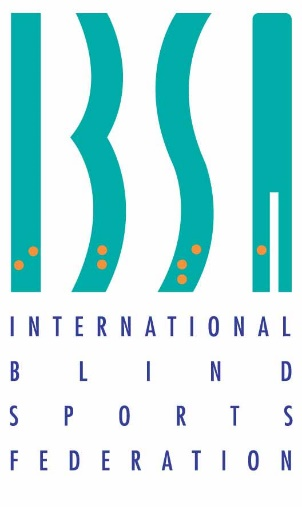 IBSA
INTERNATIONAL
BLIND
SPORTS
FEDERATION